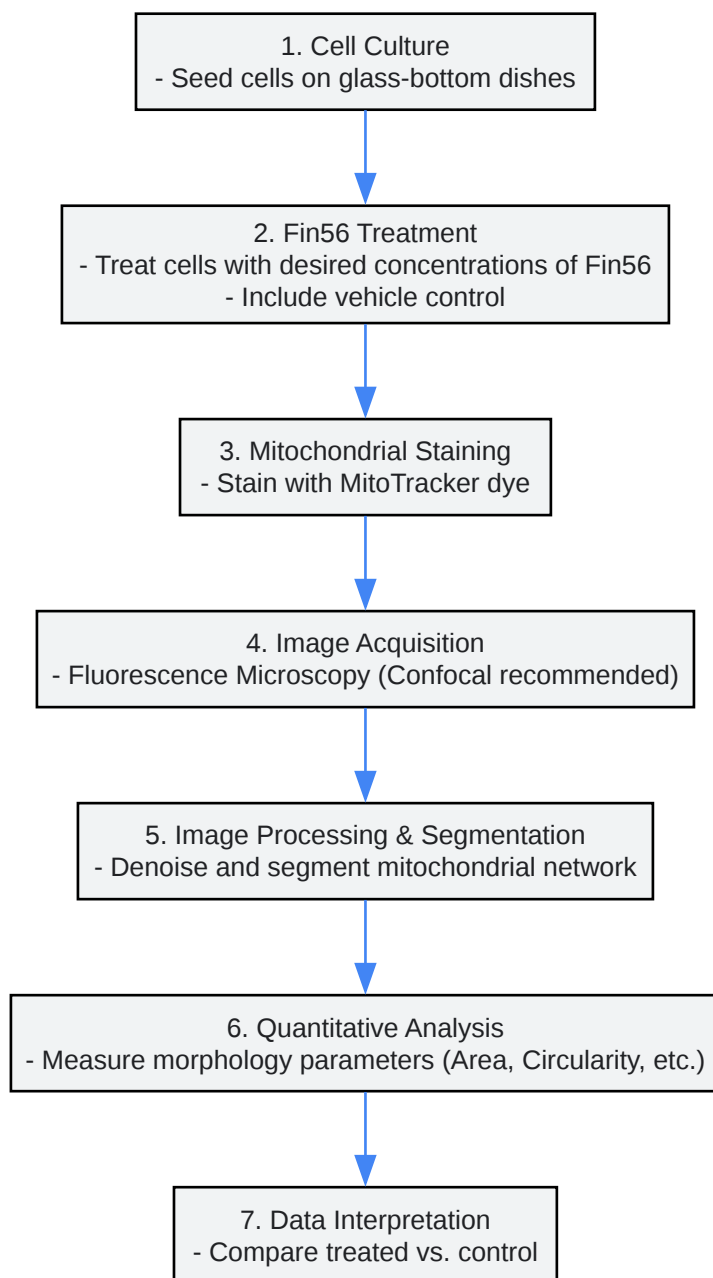 1. Cell Culture
- Seed cells on glass-bottom dishes
2. Fin56 Treatment
- Treat cells with desired concentrations of Fin56
- Include vehicle control
3. Mitochondrial Staining
- Stain with MitoTracker dye
4. Image Acquisition
- Fluorescence Microscopy (Confocal recommended)
5. Image Processing & Segmentation
- Denoise and segment mitochondrial network
6. Quantitative Analysis
- Measure morphology parameters (Area, Circularity, etc.)
7. Data Interpretation
- Compare treated vs. control